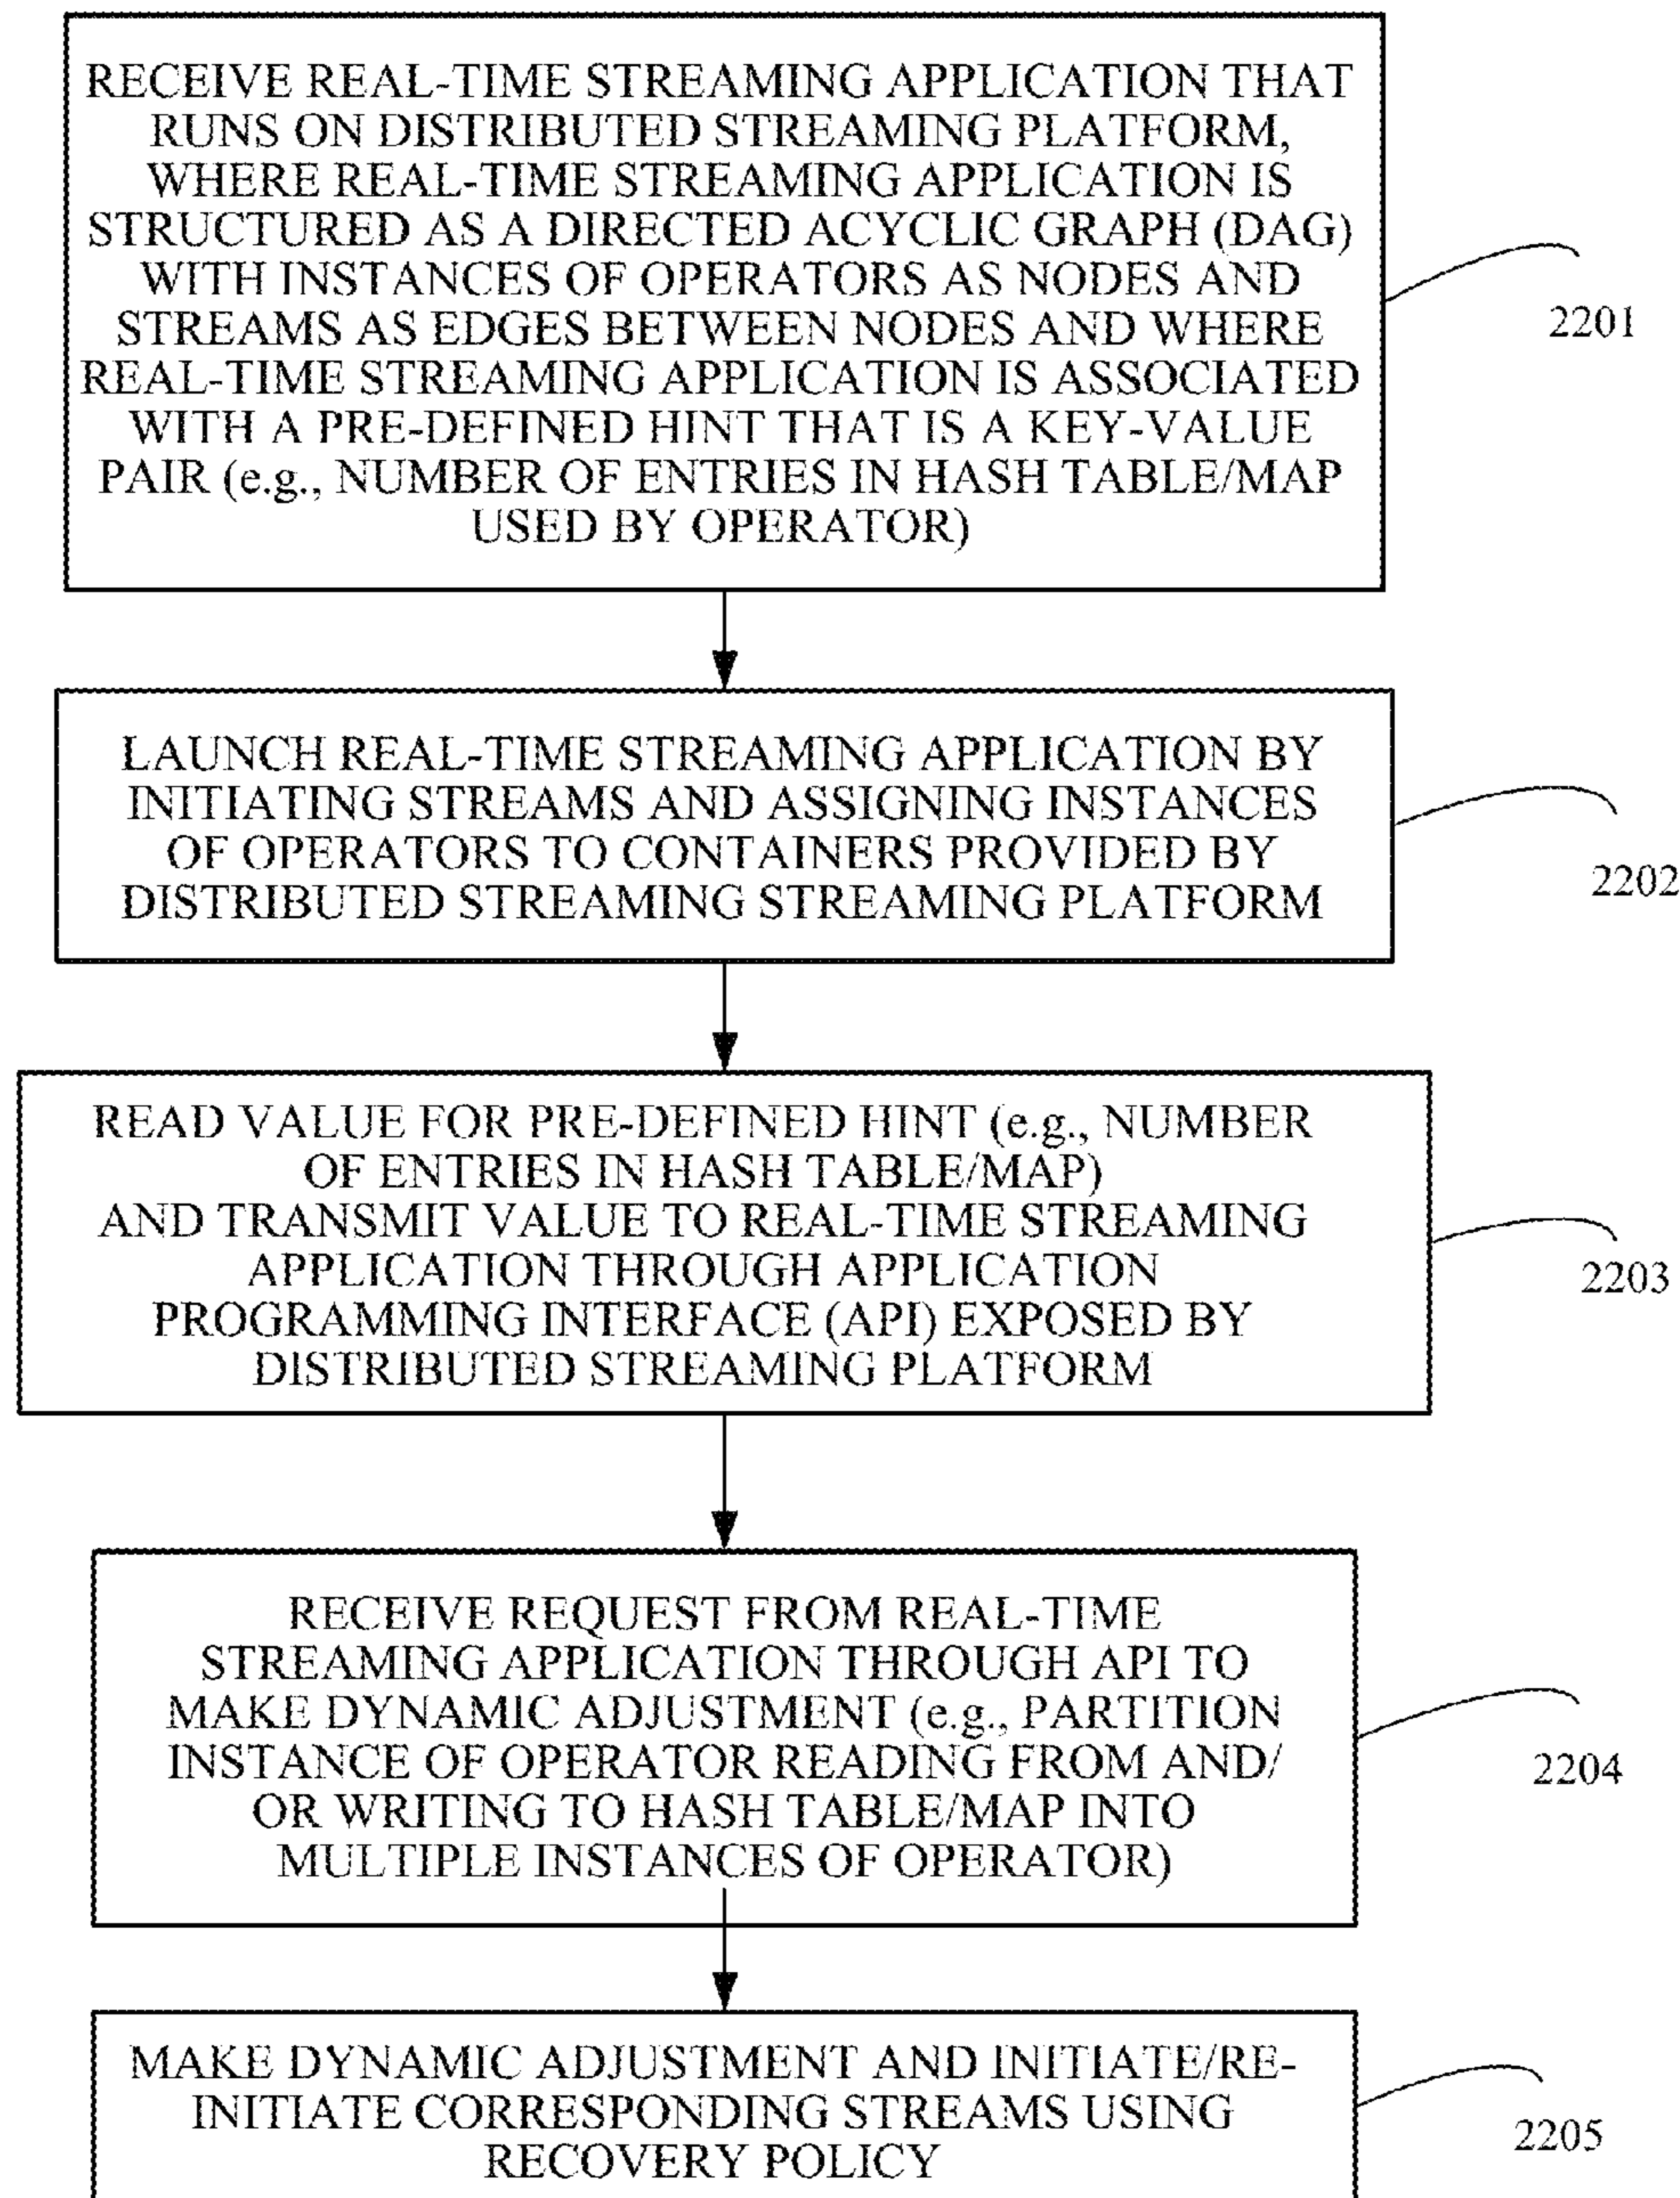 RECEIVE REAL-TIME STREAMING APPLICATION THAT
RUNS ON DISTRIBUTED STREAMING PLATFORM,
WHERE REAL-TIME STREAMING APPLICATION IS
STRUCTURED AS A DIRECTED ACYCLIC GRAPH (DAG)
WITH INSTANCES OF OPERATORS AS NODES AND
STREAMS AS EDGES BETWEEN NODES AND WHERE
REAL-TIME STREAMING APPLICATION IS ASSOCIATED
WITH A PRE-DEFINED HINT THAT IS A KEY-VALUE
PAIR (e.g., NUMBER OF ENTRIES IN HASH TABLE/MAP
USED BY OPERATOR)
2201
LAUNCH REAL-TIME STREAMING APPLICATION BY
INITIATING STREAMS AND ASSIGNING INSTANCES
OF OPERATORS TO CONTAINERS PROVIDED BY
DISTRIBUTED STREAMING STREAMING PLATFORM
2202
READ VALUE FOR PRE-DEFINED HINT (e.g., NUMBER
OF ENTRIES IN HASH TABLE/MAP)
AND TRANSMIT VALUE TO REAL-TIME STREAMING
APPLICATION THROUGH APPLICATION
PROGRAMMING INTERFACE (API) EXPOSED BY
DISTRIBUTED STREAMING PLATFORM
2203
RECEIVE REQUEST FROM REAL-TIME
STREAMING APPLICATION THROUGH API TO
MAKE DYNAMIC ADJUSTMENT (e.g., PARTITION
INSTANCE OF OPERATOR READING FROM AND/
OR WRITING TO HASH TABLE/MAP INTO
MULTIPLE INSTANCES OF OPERATOR)
2204
MAKE DYNAMIC ADJUSTMENT AND INITIATE/RE-
INITIATE CORRESPONDING STREAMS USING
RECOVERY POLICY
2205